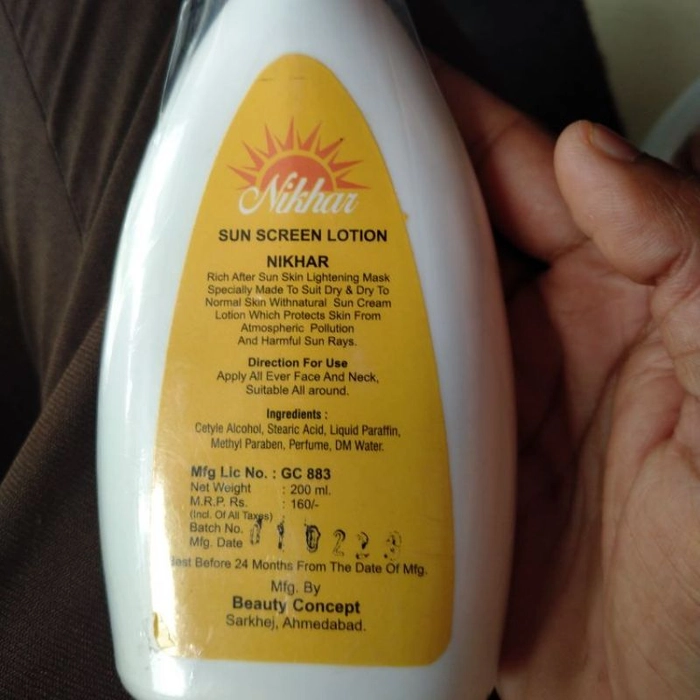 Nikhar
SUN SCREEN LOTION
NIKHAR
Rich After Sun Skin Lightening Mask
Specially Made To Suit Dry & Dry To
Normal Skin Withnatural Sun Cream
Lotion Which Protects Skin From
Atmospheric Pollution
And Harmful Sun Rays.
Direction For Use
Apply All Ever Face And Neck,
Suitable All around.
Ingredients :
Cetyle Alcohol, Stearic Acid, Liquid Paraffin,
Methyl Paraben, Perfume, DM Water.
Mfg Lic No. : GC 883
Net Weight : 200 ml.
M.R.P. Rs. : 160/-
(Incl. Of All Taxes)
Batch No.
Mfg. Date
Best Before 24 Months From The Date Of Mfg.
Mfg. By
Beauty Concept
Sarkhej, Ahmedabad.